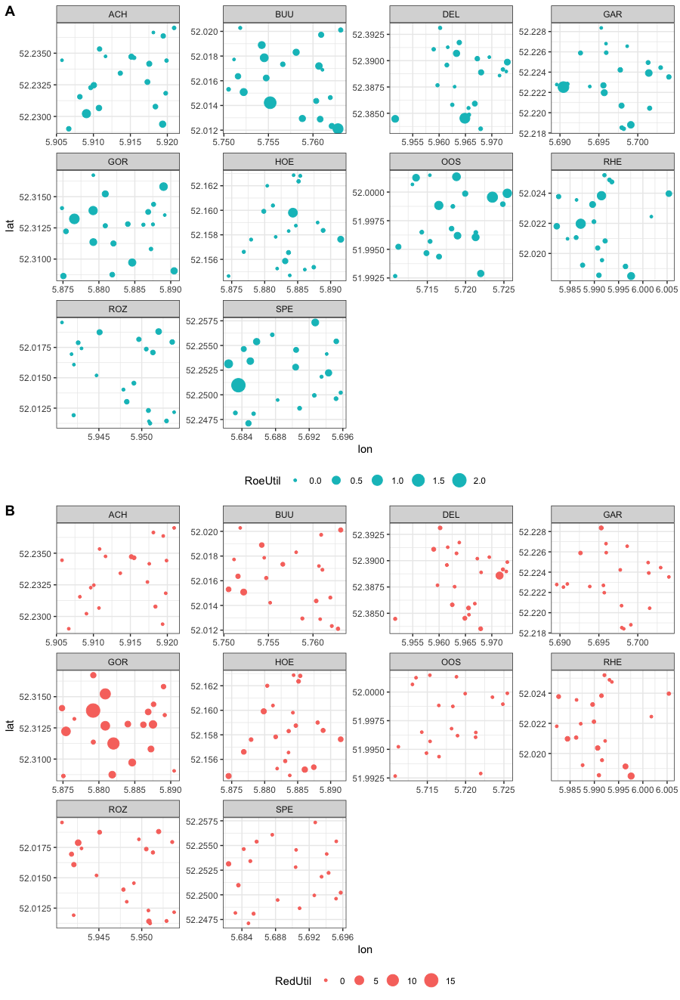 A
ACH BUU DEL GAR
52.2350 52.2325 52.2300
5.905 5.910 5.915 5.920
52.020 52.018 52.016 52.014 52.012
5.750 5.755 5.760
52.3925 52.3900 52.3875 52.3850
5.955 5.960 5.965 5.970
52.228 52.226 52.224 52.222 52.220 52.218
5.690 5.695 5.700
GOR HOE OOS RHE
52.3150 52.3125 52.3100
5.875 5.880 5.885 5.890
52.162 52.160 52.158 52.156
5.875 5.880 5.885 5.890
52.0000 51.9975 51.9950 51.9925
5.715 5.720 5.725
52.024 52.022 52.020
5.985 5.990 5.995 6.000 6.005
lat
ROZ SPE
52.0175 52.0150 52.0125
5.945 5.950
52.2575 52.2550 52.2525 52.2500 52.2475
5.684 5.688 5.692 5.696
lon
RoeUtil 0.0 0.5 1.0 1.5 2.0
B
ACH BUU DEL GAR
52.2350 52.2325 52.2300
5.905 5.910 5.915 5.920
52.020 52.018 52.016 52.014 52.012
5.750 5.755 5.760
52.3925 52.3900 52.3875 52.3850
5.955 5.960 5.965 5.970
52.228 52.226 52.224 52.222 52.220 52.218
5.690 5.695 5.700
GOR HOE OOS RHE
52.3150 52.3125 52.3100
5.875 5.880 5.885 5.890
52.162 52.160 52.158 52.156
5.875 5.880 5.885 5.890
52.0000 51.9975 51.9950 51.9925
5.715 5.720 5.725
52.024 52.022 52.020
5.985 5.990 5.995 6.000 6.005
lat
ROZ SPE
52.0175 52.0150 52.0125
5.945 5.950
52.2575 52.2550 52.2525 52.2500 52.2475
5.684 5.688 5.692 5.696
lon
RedUtil 0 5 10 15